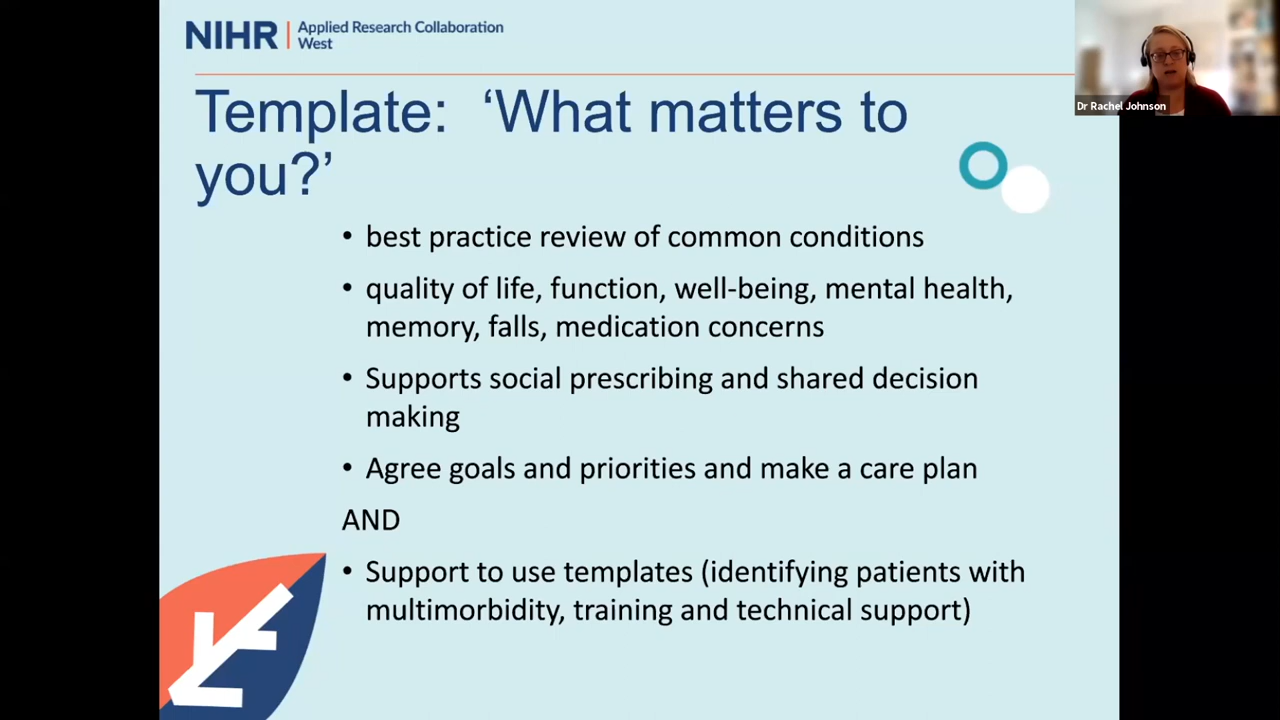 NIHR | Applied Research Collaboration
West
Dr Rachel Johnson
Template:  ‘What matters to
you?’
• best practice review of common conditions
• quality of life, function, well-being, mental health,
memory, falls, medication concerns
• Supports social prescribing and shared decision
making
• Agree goals and priorities and make a care plan
AND
• Support to use templates (identifying patients with
multimorbidity, training and technical support)